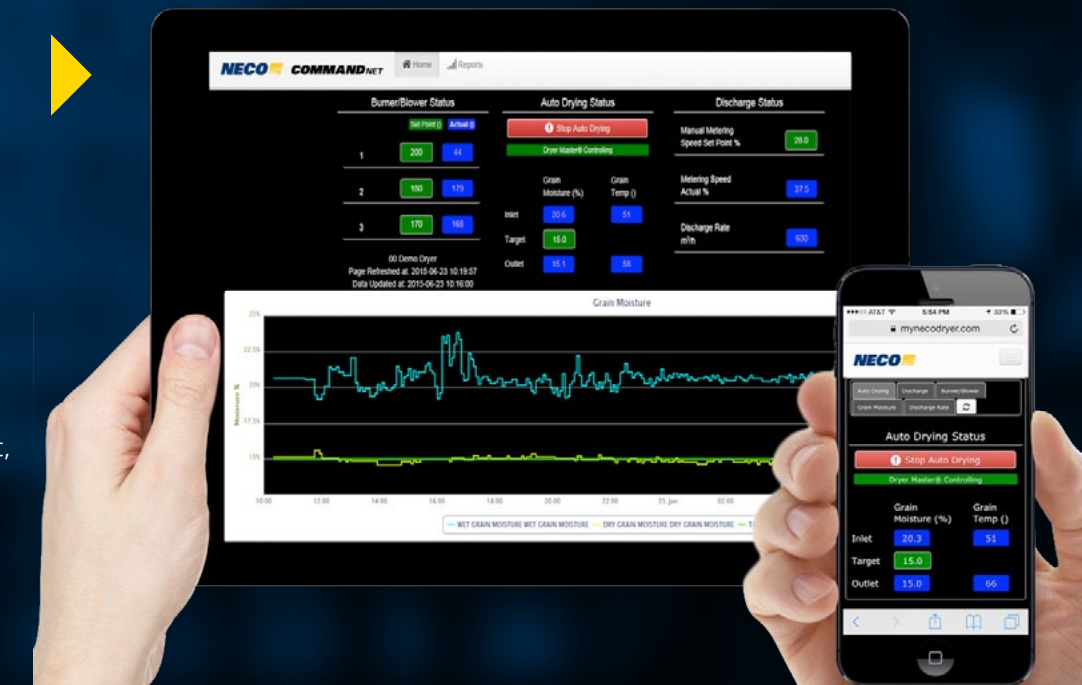 NECO COMMANDNET Home Reports
Burner/Blower Status
Set Point () Actual ()
1 200 44
2 180 179
3 170 168
00 Demo Dryer
Page Refreshed at: 2015-06-23 10:19:57
Data Updated at: 2015-06-23 10:16:00
Auto Drying Status
Stop Auto Drying
Dryer Master® Controlling
Grain Grain
Moisture (%) Temp ()
Inlet 20.6 51
Target 15.0
Outlet 15.1 58
Discharge Status
Manual Metering
Speed Set Point % 28.0
Metering Speed
Actual % 27.5
Discharge Rate
m³/h 630
Grain Moisture
Moisture %
25%
22.5%
20%
17.5%
15%
10:00 12:00 14:00 16:00 18:00 20:00 22:00 23. Jun 02:00
WET GRAIN MOISTURE WET GRAIN MOISTURE DRY GRAIN MOISTURE DRY GRAIN MOISTURE
t,
AT&T 5:54 PM 33%
mynecodryer.com
NECO
Auto Drying Discharge Burner/Blower
Grain Moisture Discharge Rate
Auto Drying Status
Stop Auto Drying
Dryer Master® Controlling
Grain Grain
Moisture (%) Temp ()
Inlet 20.3 51
Target 15.0
Outlet 15.0 66